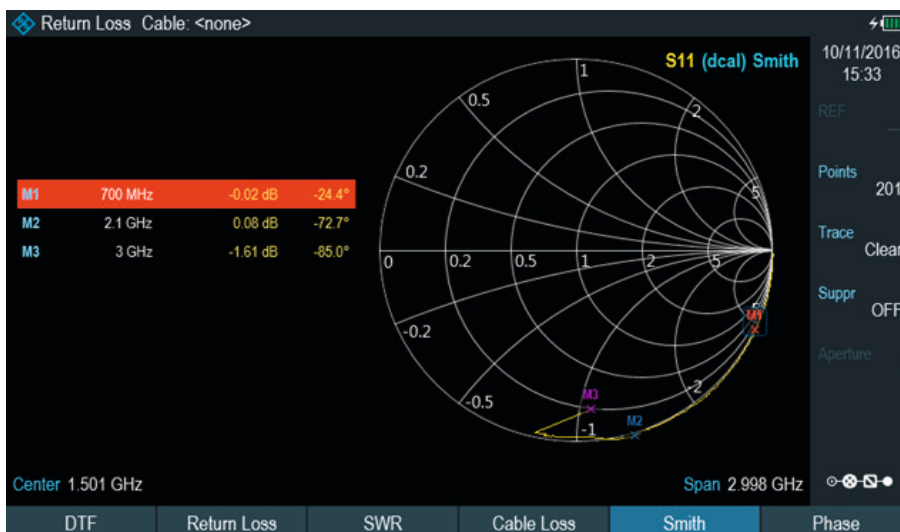 Return Loss Cable: <none>
10/11/2016
15:33
S11 (dcal) Smith
REF
---
Points
201
Trace
Clear
Suppr
OFF
Aperture
M1 700 MHz -0.02 dB -24.4°
M2 2.1 GHz 0.08 dB -72.7°
M3 3 GHz -1.61 dB -85.0°
1
0.5
2
0.2
5
0 0.2 0.5 1 2 5
-0.2
M1
-0.5
M3
-2
M2
-1
Center 1.501 GHz
Span 2.998 GHz
DTF Return Loss SWR Cable Loss Smith Phase